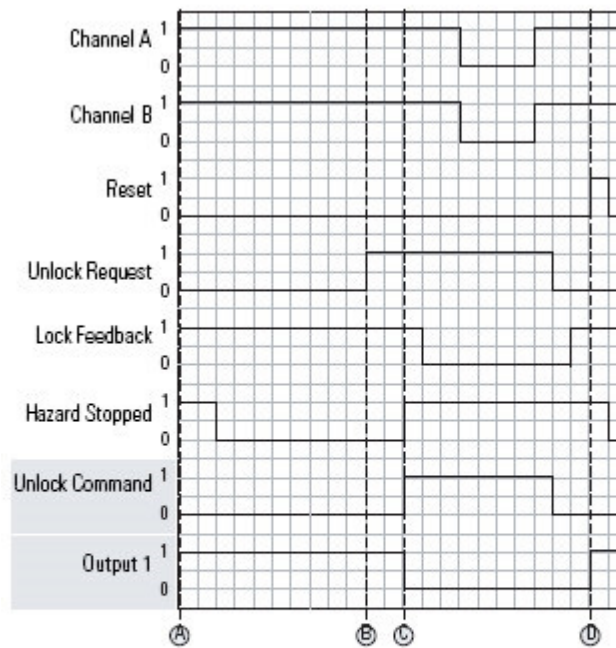 Channel A 1
0
Channel B 1
0
Reset 1
0
Unlock Request 1
0
Lock Feedback 1
0
Hazard Stopped 1
0
Unlock Command 1
0
Output 1 1
0
A B C D